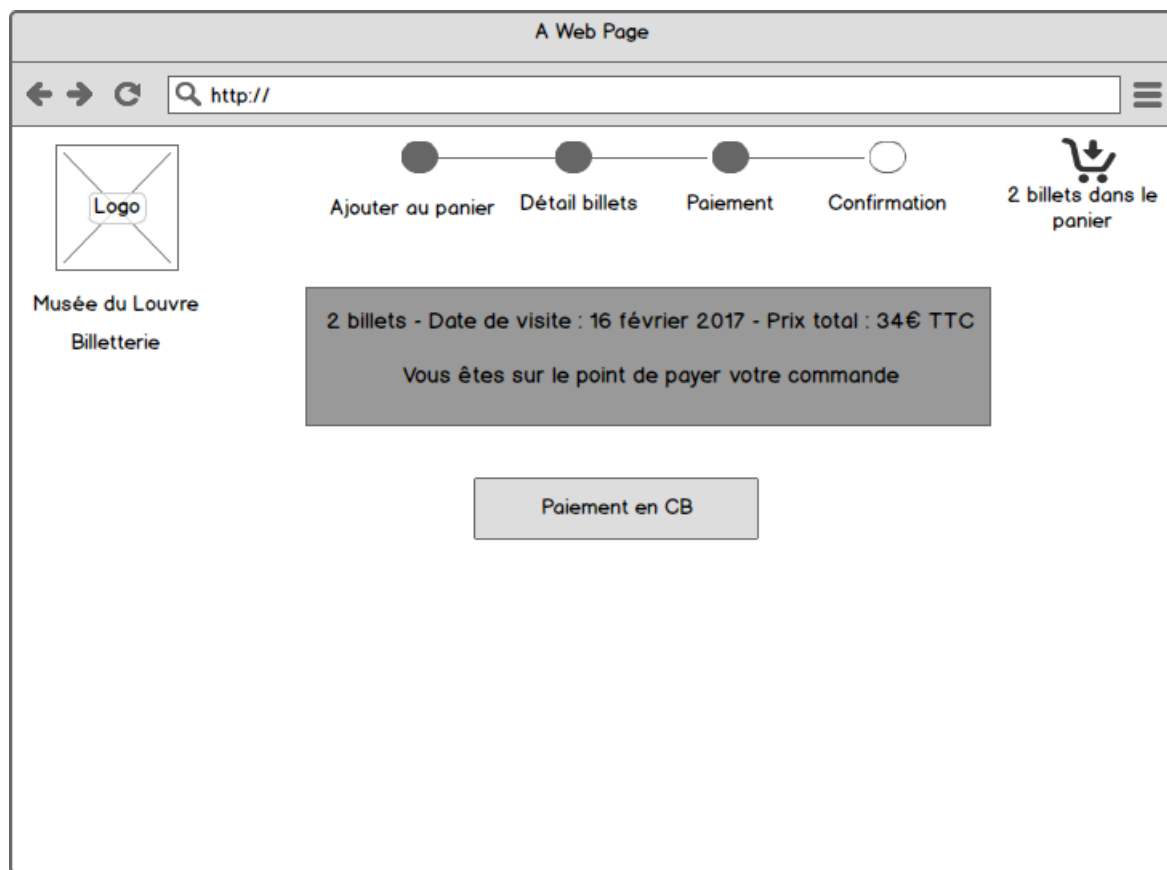 A Web Page
http://
Logo
Musée du Louvre
Billetterie
Ajouter au panier
Détail billets
Paiement
Confirmation
2 billets dans le
panier
2 billets - Date de visite : 16 février 2017 - Prix total : 34€ TTC
Vous êtes sur le point de payer votre commande
Paiement en CB